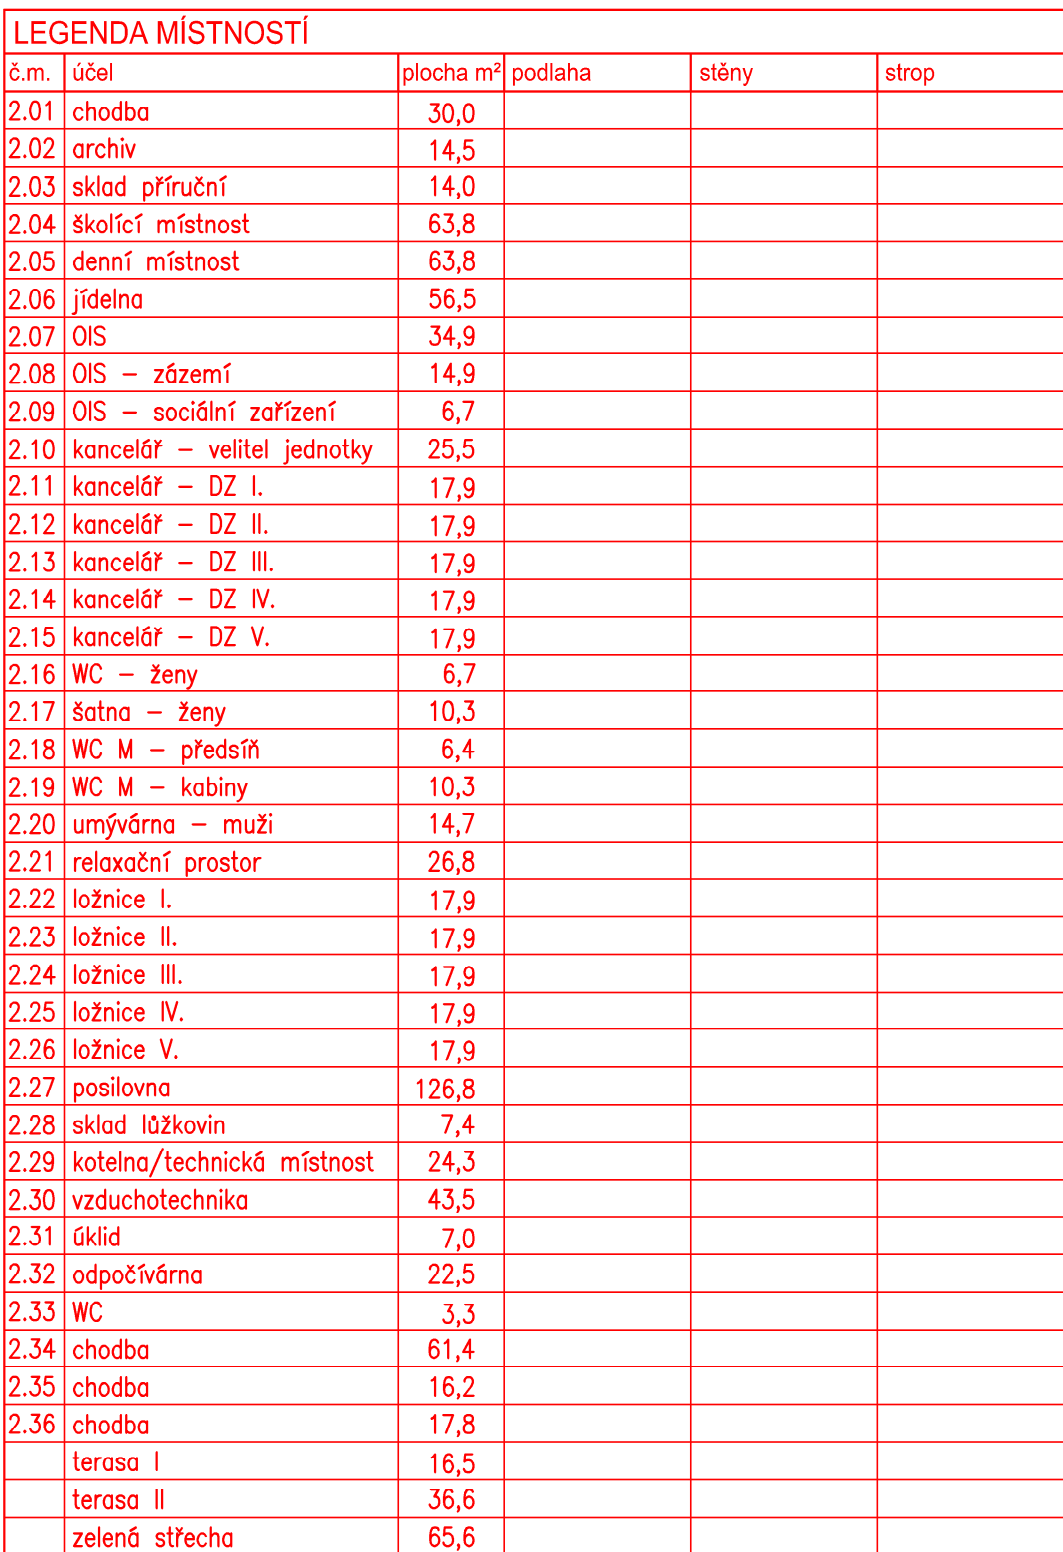 LEGENDA MÍSTNOSTÍ
č.m. účel plocha m² podlaha stěny strop
2.01 chodba 30,0
2.02 archiv 14,5
2.03 sklad příruční 14,0
2.04 školící místnost 63,8
2.05 denní místnost 63,8
2.06 jídelna 56,5
2.07 OIS 34,9
2.08 OIS – zázemí 14,9
2.09 OIS – sociální zařízení 6,7
2.10 kancelář – velitel jednotky 25,5
2.11 kancelář – DZ I. 17,9
2.12 kancelář – DZ II. 17,9
2.13 kancelář – DZ III. 17,9
2.14 kancelář – DZ IV. 17,9
2.15 kancelář – DZ V. 17,9
2.16 WC – ženy 6,7
2.17 šatna – ženy 10,3
2.18 WC M – předsíň 6,4
2.19 WC M – kabiny 10,3
2.20 umývárna – muži 14,7
2.21 relaxační prostor 26,8
2.22 ložnice I. 17,9
2.23 ložnice II. 17,9
2.24 ložnice III. 17,9
2.25 ložnice IV. 17,9
2.26 ložnice V. 17,9
2.27 posilovna 126,8
2.28 sklad lůžkovin 7,4
2.29 kotelna/technická místnost 24,3
2.30 vzduchotechnika 43,5
2.31 úklid 7,0
2.32 odpočívárna 22,5
2.33 WC 3,3
2.34 chodba 61,4
2.35 chodba 16,2
2.36 chodba 17,8
terasa I 16,5
terasa II 36,6
zelená střecha 65,6